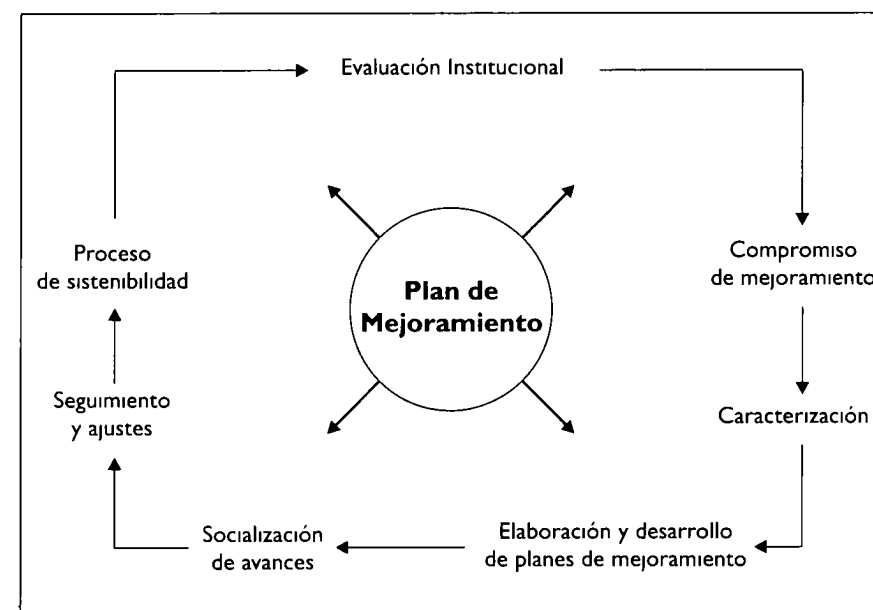 Evaluación Institucional
Compromiso
de mejoramiento
Caracterización
Elaboración y desarrollo
de planes de mejoramiento
Socialización
de avances
Seguimiento
y ajustes
Proceso
de sistenibilidad
Plan de
Mejoramiento